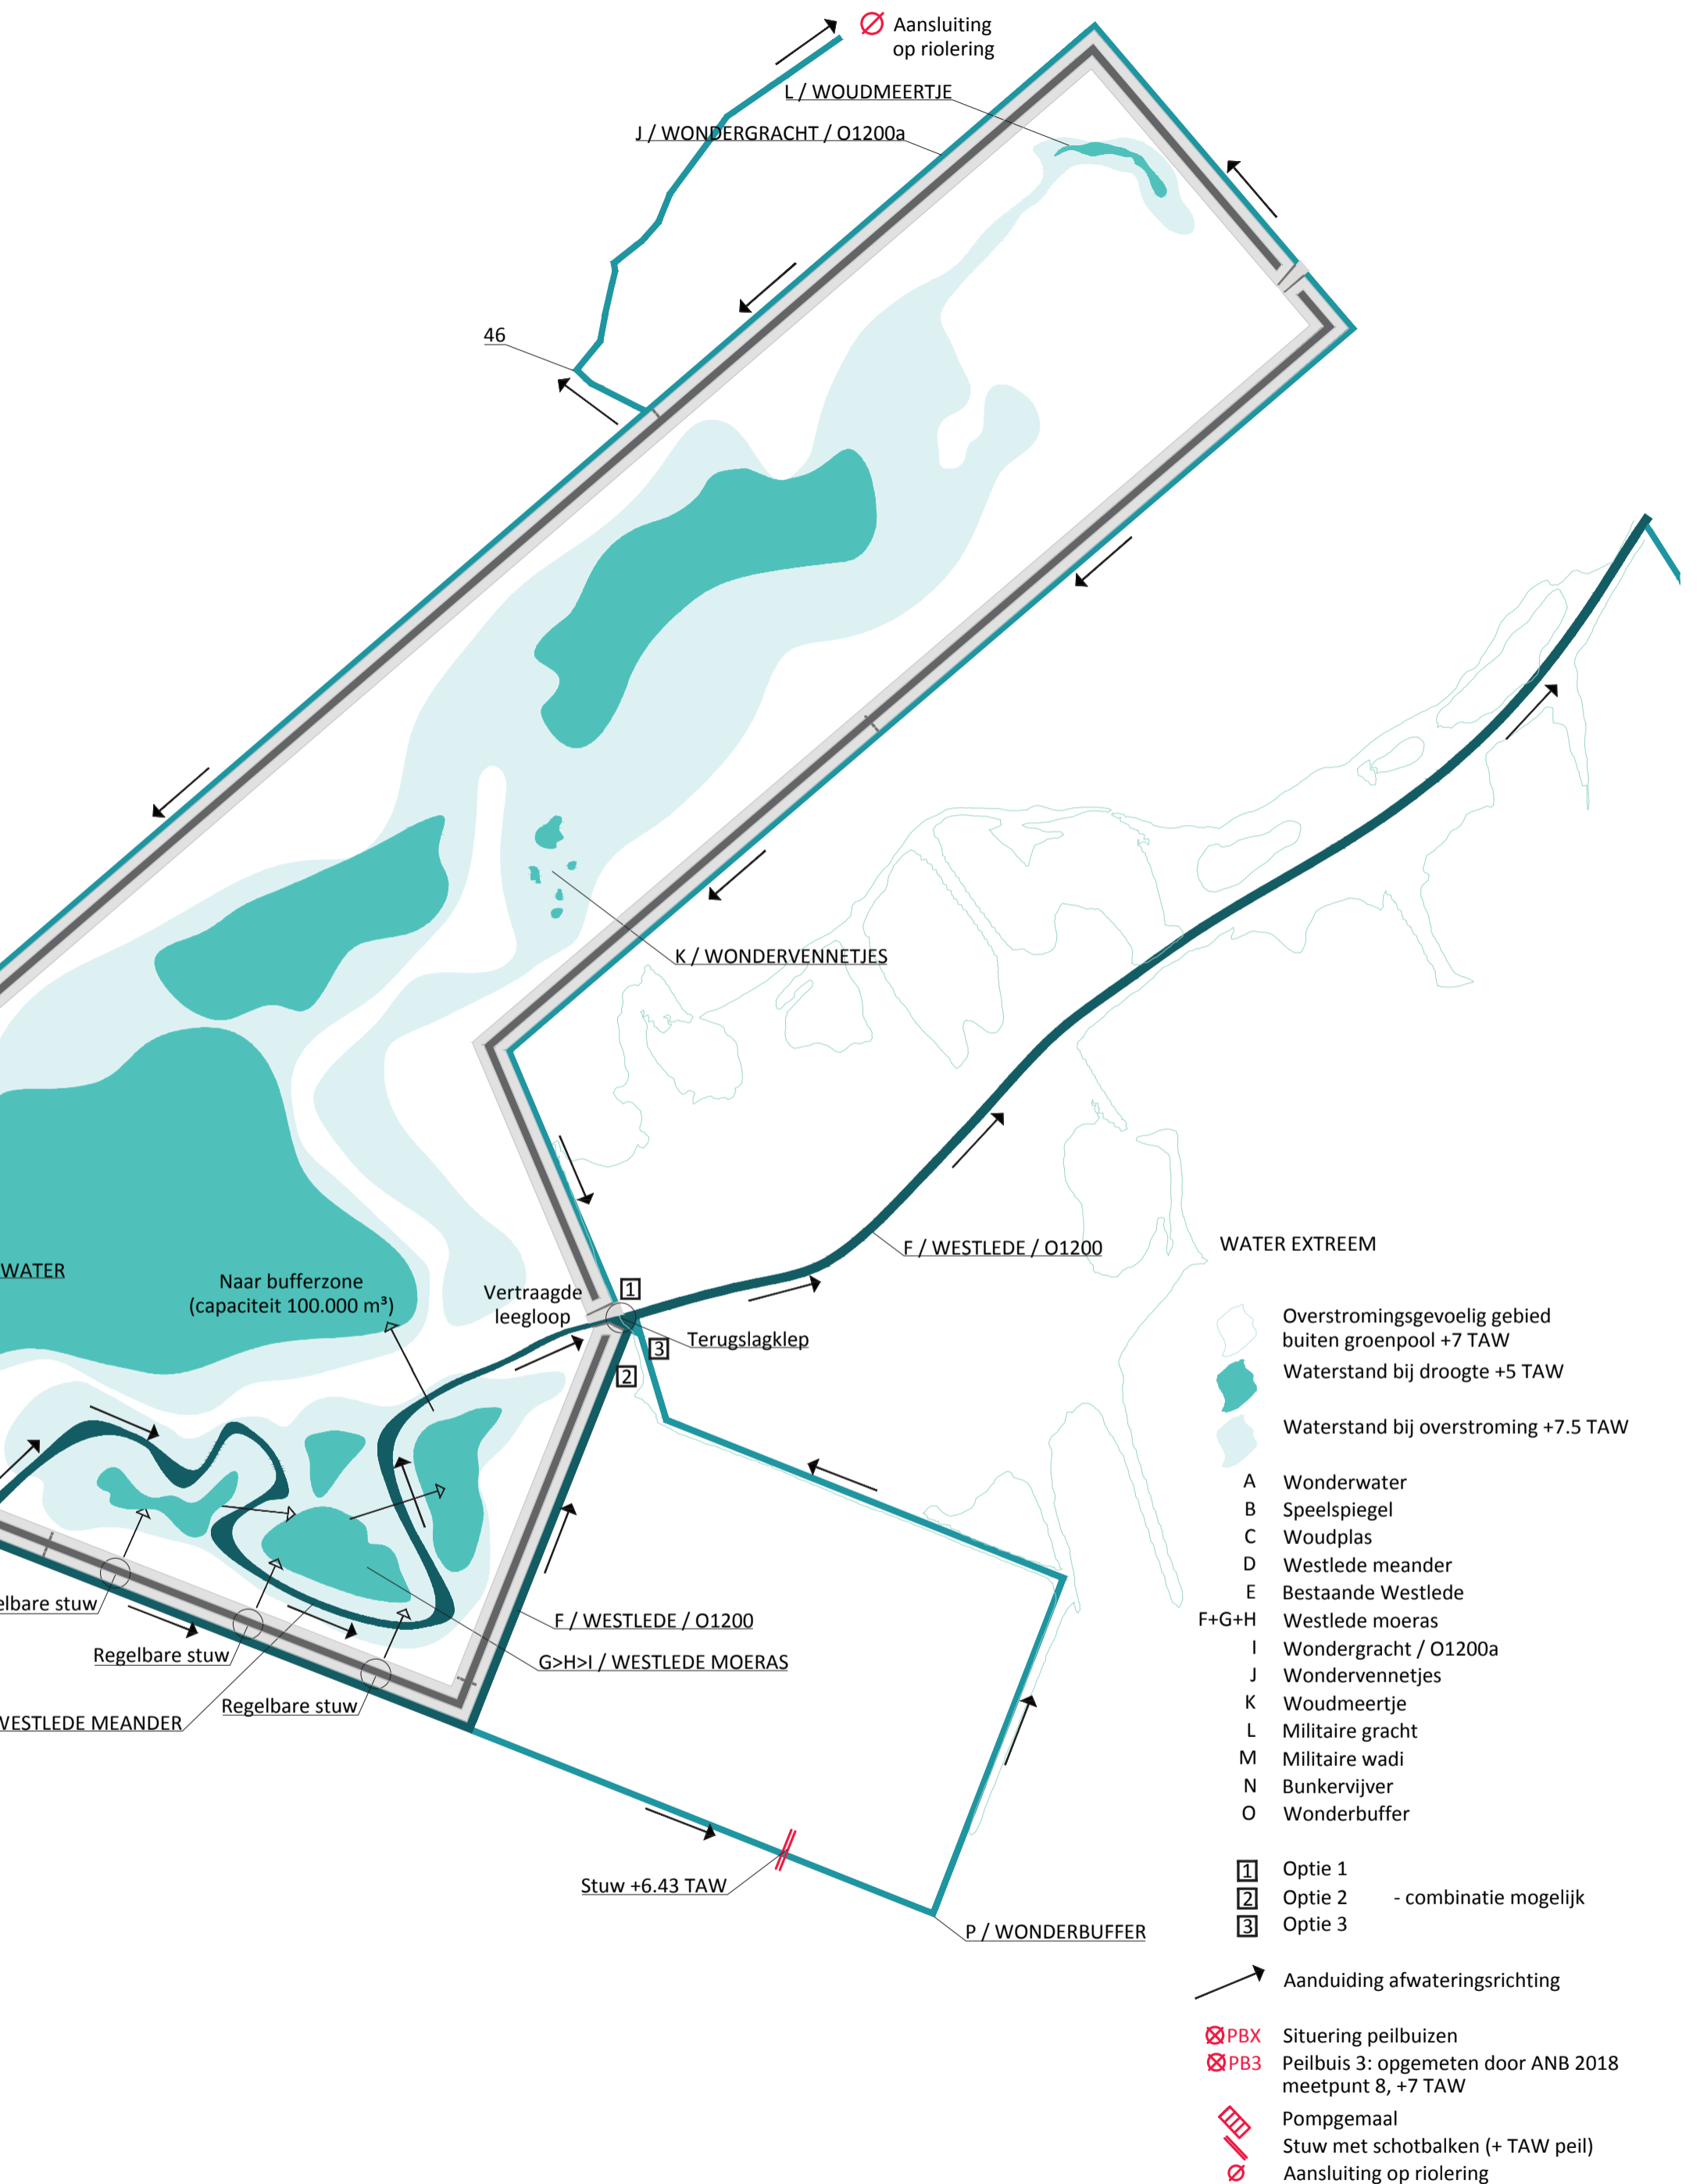 Aansluiting
op riolering
L / WOUDMEERTJE
J / WONDERGRACHT / O1200a
46
K / WONDERVENNETJES
F / WESTLEDE / O1200
WATER EXTREEM
WATER
Naar bufferzone
(capaciteit 100.000 m³)
Vertraagde
leegloop
1
Terugslagklep
3
2
elbare stuw
Regelbare stuw
Regelbare stuw
WESTLEDE MEANDER
F / WESTLEDE / O1200
G>H>I / WESTLEDE MOERAS
Stuw +6.43 TAW
P / WONDERBUFFER
Overstromingsgevoelig gebied
buiten groenpool +7 TAW
Waterstand bij droogte +5 TAW
Waterstand bij overstroming +7.5 TAW
A Wonderwater
B Speelspiegel
C Woudplas
D Westlede meander
E Bestaande Westlede
F+G+H Westlede moeras
I Wondergracht / O1200a
J Wondervennetjes
K Woudmeertje
L Militaire gracht
M Militaire wadi
N Bunkervijver
O Wonderbuffer
1 Optie 1
2 Optie 2 - combinatie mogelijk
3 Optie 3
Aanduiding afwateringsrichting
PBX Situering peilbuizen
PB3 Peilbuis 3: opgemeten door ANB 2018
meetpunt 8, +7 TAW
Pompgemaal
Stuw met schotbalken (+ TAW peil)
Aansluiting op riolering